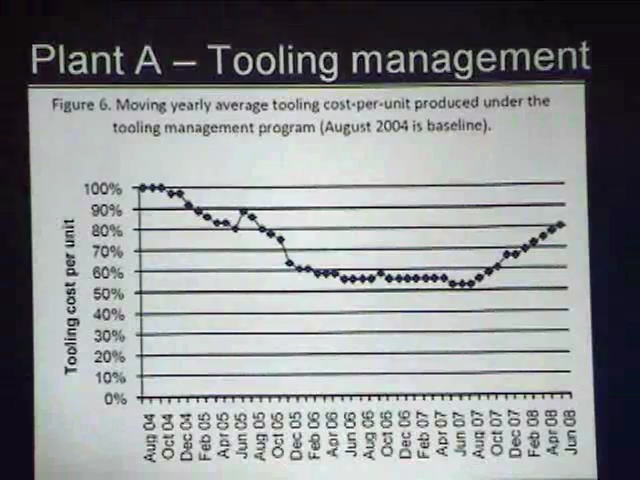 Plant A – Tooling management
Figure 6. Moving yearly average tooling cost-per-unit produced under the
tooling management program (August 2004 is baseline).
Tooling cost per unit
100%
90%
80%
70%
60%
50%
40%
30%
20%
10%
0%
Aug 04
Oct 04
Dec 04
Feb 05
Apr 05
Jun 05
Aug 05
Oct 05
Dec 05
Feb 06
Apr 06
Jun 06
Aug 06
Oct 06
Dec 06
Feb 07
Apr 07
Jun 07
Aug 07
Oct 07
Dec 07
Feb 08
Apr 08
Jun 08